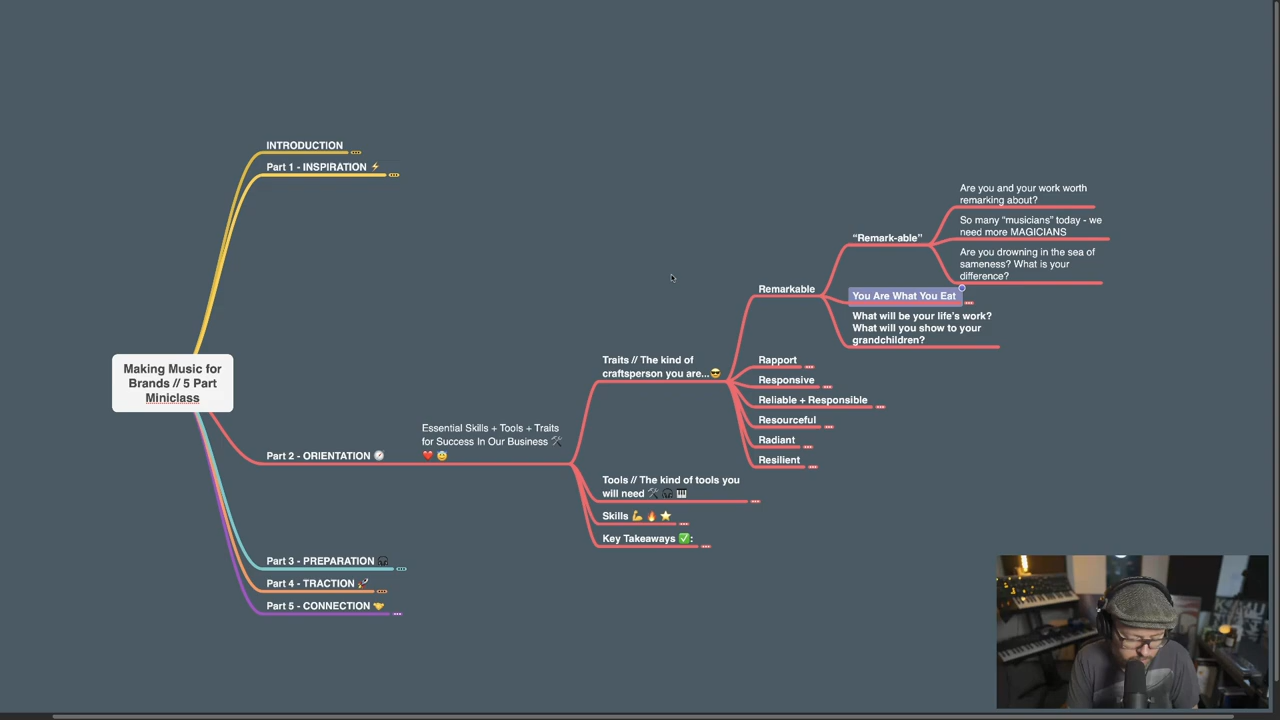 INTRODUCTION
Part 1 - INSPIRATION ⚡
Making Music for
Brands // 5 Part
Miniclass
Part 2 - ORIENTATION 🧭
Essential Skills + Tools + Traits
for Success In Our Business 🛠
❤️ 😇
Traits // The kind of
craftsperson you are...😎
Remarkable
“Remark-able”
Are you and your work worth
remarking about?
So many “musicians” today - we
need more MAGICIANS
Are you drowning in the sea of
sameness? What is your
difference?
You Are What You Eat
What will be your life’s work?
What will you show to your
grandchildren?
Rapport
Responsive
Reliable + Responsible
Resourceful
Radiant
Resilient
Tools // The kind of tools you
will need 🛠 🎧 🎹
Skills 💪 🔥 ⭐
Key Takeaways ✅:
Part 3 - PREPARATION 🎧
Part 4 - TRACTION 🚀
Part 5 - CONNECTION 🤝